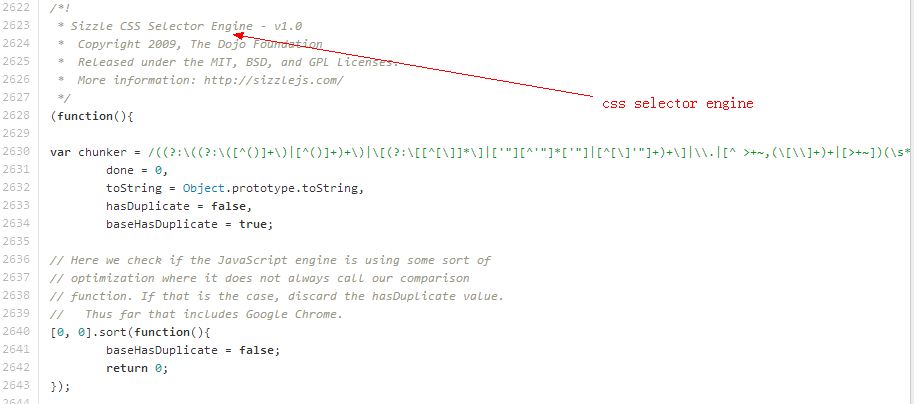 2622 /*!
2623  * Sizzle CSS Selector Engine - v1.0
2624  *  Copyright 2009, The Dojo Foundation
2625  *  Released under the MIT, BSD, and GPL Licenses.
2626  *  More information: http://sizzlejs.com/
2627  */
css selector engine
2628 (function(){
2629
2630 var chunker = /((?:\((?:\([^()]+\)|[^()]+)+\)|\[(?:\[[^[\]]*\]|['"][^'"]*['"]|[^[\]'"]+)+\]|\\.|[^ >+~,(\[\\]+)+|[>+~])(\s*
2631         done = 0,
2632         toString = Object.prototype.toString,
2633         hasDuplicate = false,
2634         baseHasDuplicate = true;
2635
2636 // Here we check if the JavaScript engine is using some sort of
2637 // optimization where it does not always call our comparison
2638 // function. If that is the case, discard the hasDuplicate value.
2639 //   Thus far that includes Google Chrome.
2640 [0, 0].sort(function(){
2641         baseHasDuplicate = false;
2642         return 0;
2643 });